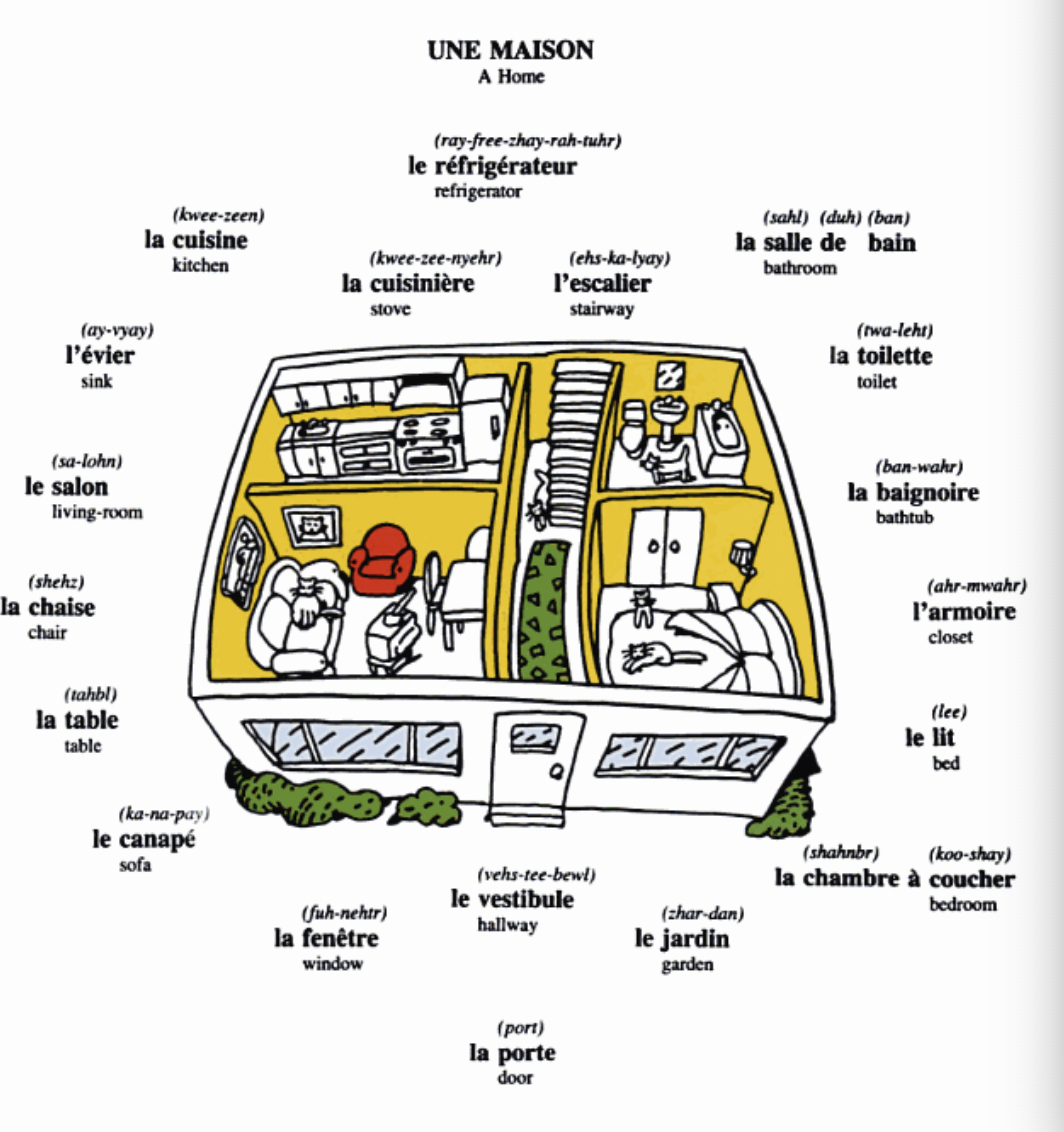 UNE MAISON
A Home
(ray-free-zhay-rah-tuhr)
le réfrigérateur
refrigerator
(kwee-zeen)
la cuisine
kitchen
(sahl) (duh) (ban)
la salle de bain
bathroom
(kwee-zee-nyehr)
la cuisinière
stove
(ehs-ka-lyay)
l'escalier
stairway
(ay-vyay)
l'évier
sink
(twa-leht)
la toilette
toilet
(sa-lohn)
le salon
living-room
(ban-wahr)
la baignoire
bathtub
(shehz)
la chaise
chair
(ahr-mwahr)
l'armoire
closet
(tahbl)
la table
table
(lee)
le lit
bed
(ka-na-pay)
le canapé
sofa
(shahnbr) (koo-shay)
la chambre à coucher
bedroom
(vehs-tee-bewl)
le vestibule
hallway
(fuh-nehtr)
la fenêtre
window
(zhar-dan)
le jardin
garden
(port)
la porte
door